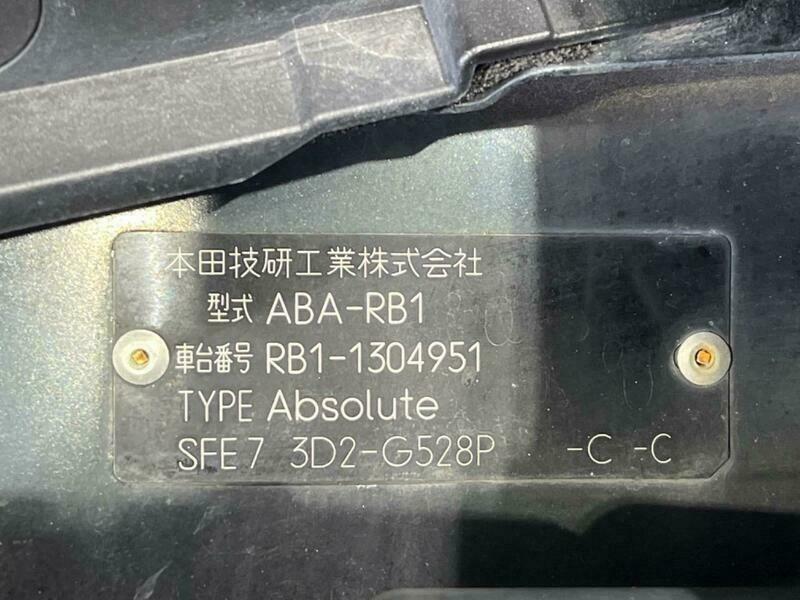 本田技研工業株式会社
型式 ABA-RB1
車台番号 RB1-1304951
TYPE Absolute
SFE7 3D2-G528P -C -C